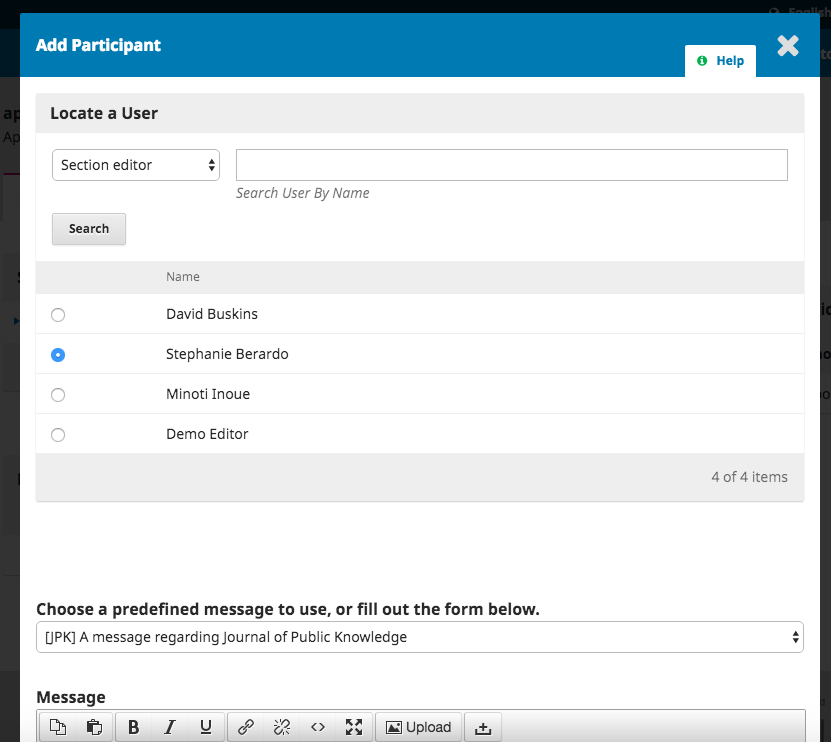 English
Add Participant
Help
Locate a User
Section editor
Search User By Name
Search
Name
David Buskins
Stephanie Berardo
Minoti Inoue
Demo Editor
4 of 4 items
Choose a predefined message to use, or fill out the form below.
[JPK] A message regarding Journal of Public Knowledge
Message
B I U Upload